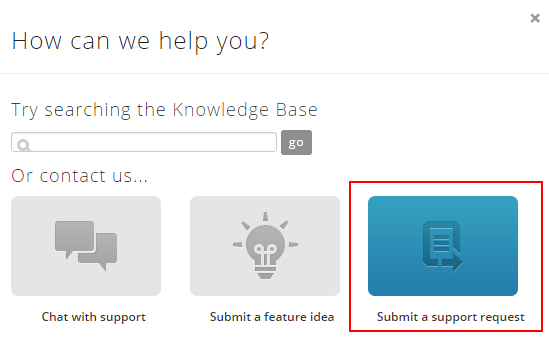 How can we help you?
Try searching the Knowledge Base
go
Or contact us...
Chat with support
Submit a feature idea
Submit a support request